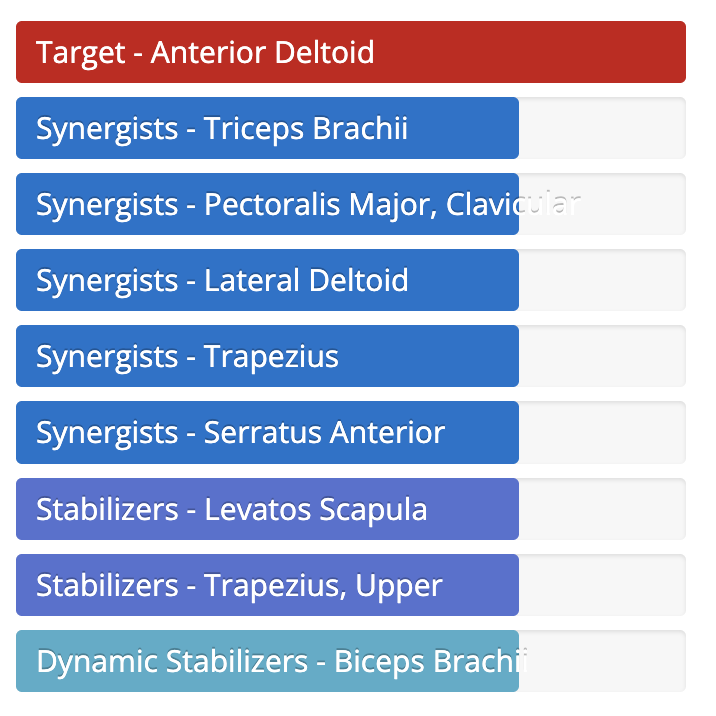 Target - Anterior Deltoid
Synergists - Triceps Brachii
Synergists - Pectoralis Major, Clavicular
Synergists - Lateral Deltoid
Synergists - Trapezius
Synergists - Serratus Anterior
Stabilizers - Levatos Scapula
Stabilizers - Trapezius, Upper
Dynamic Stabilizers - Biceps Brachii